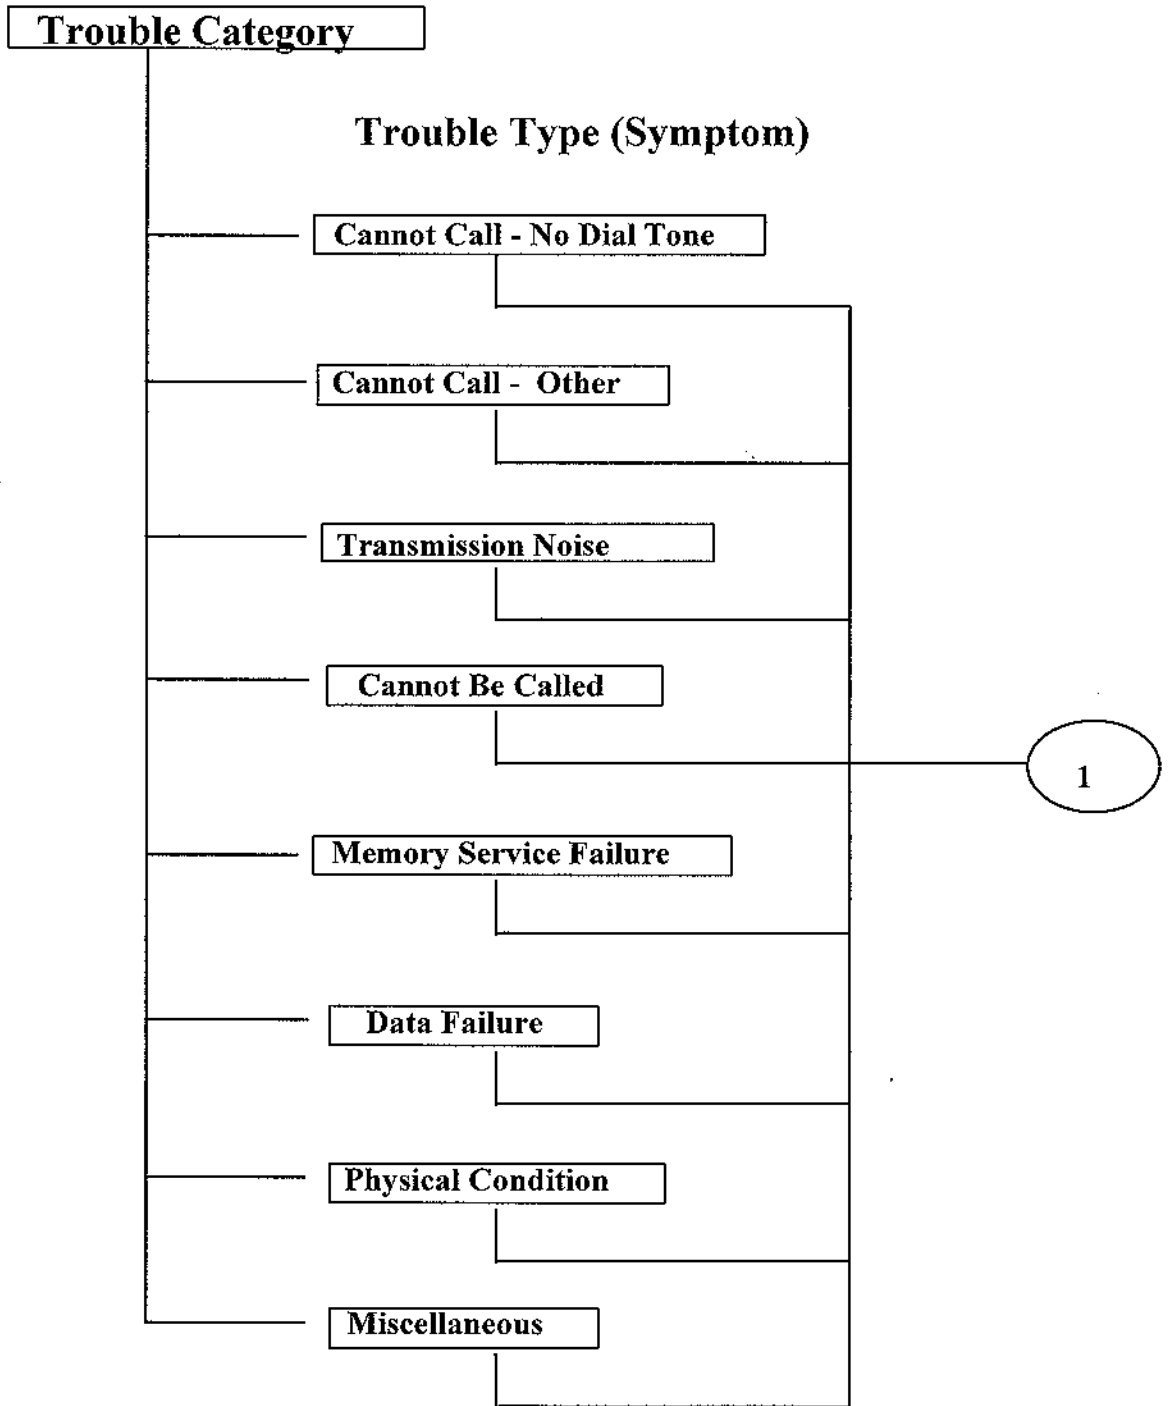 Trouble Category
Trouble Type (Symptom)
Cannot Call - No Dial Tone
Cannot Call - Other
Transmission Noise
Cannot Be Called
1
Memory Service Failure
Data Failure
Physical Condition
Miscellaneous